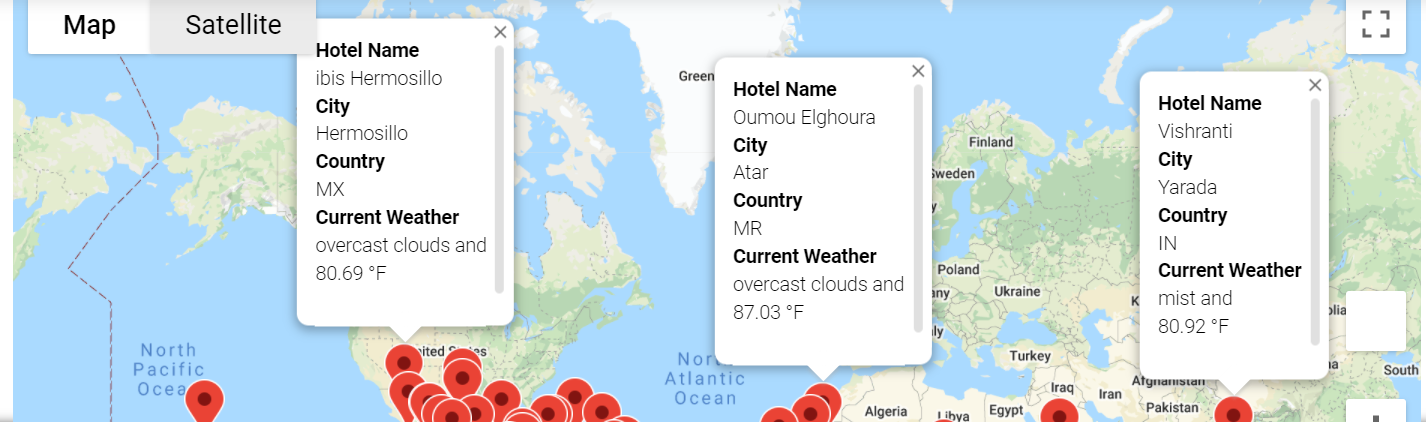 Map
Satellite
Hotel Name
ibis Hermosillo
City
Hermosillo
Country
MX
Current Weather
overcast clouds and
80.69 °F
Hotel Name
Oumou Elghoura
City
Atar
Country
MR
Current Weather
overcast clouds and
87.03 °F
Hotel Name
Vishranti
City
Yarada
Country
IN
Current Weather
mist and
80.92 °F
Green
Finland
Sweden
Poland
Ukraine
any
Turkey
Iraq
Iran
Afghanistan
Pakistan
Algeria
Libya
Egypt
South
North
Pacific
Ocean
ited States
North
Atlantic
Ocean